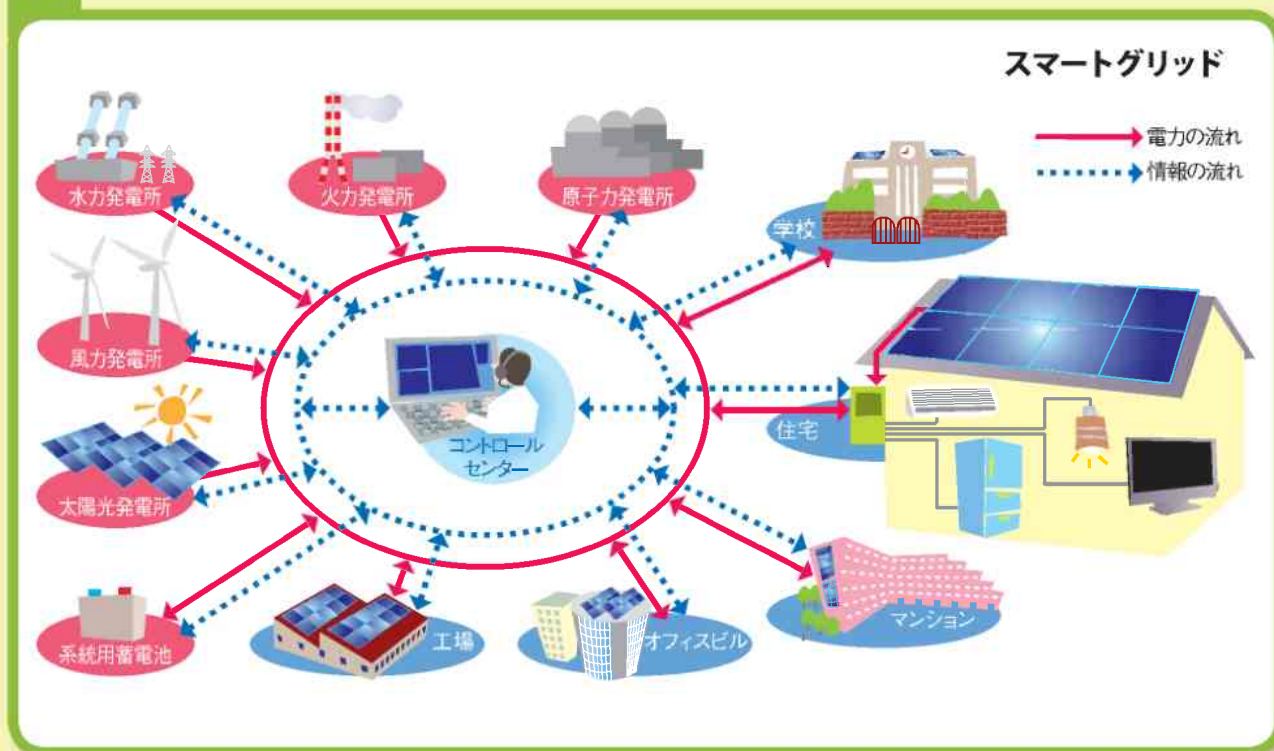 スマートグリッド
電力の流れ
情報の流れ
水力発電所
火力発電所
原子力発電所
学校
風力発電所
住宅
コントロール
センター
太陽光発電所
系統用蓄電池
工場
オフィスビル
マンション